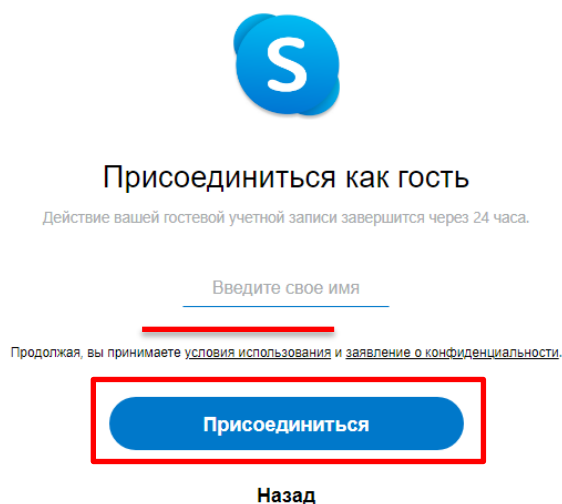 S
Присоединиться как гость
Действие вашей гостевой учетной записи завершится через 24 часа.
Введите свое имя
Продолжая, вы принимаете условия использования и заявление о конфиденциальности.
Присоединиться
Назад